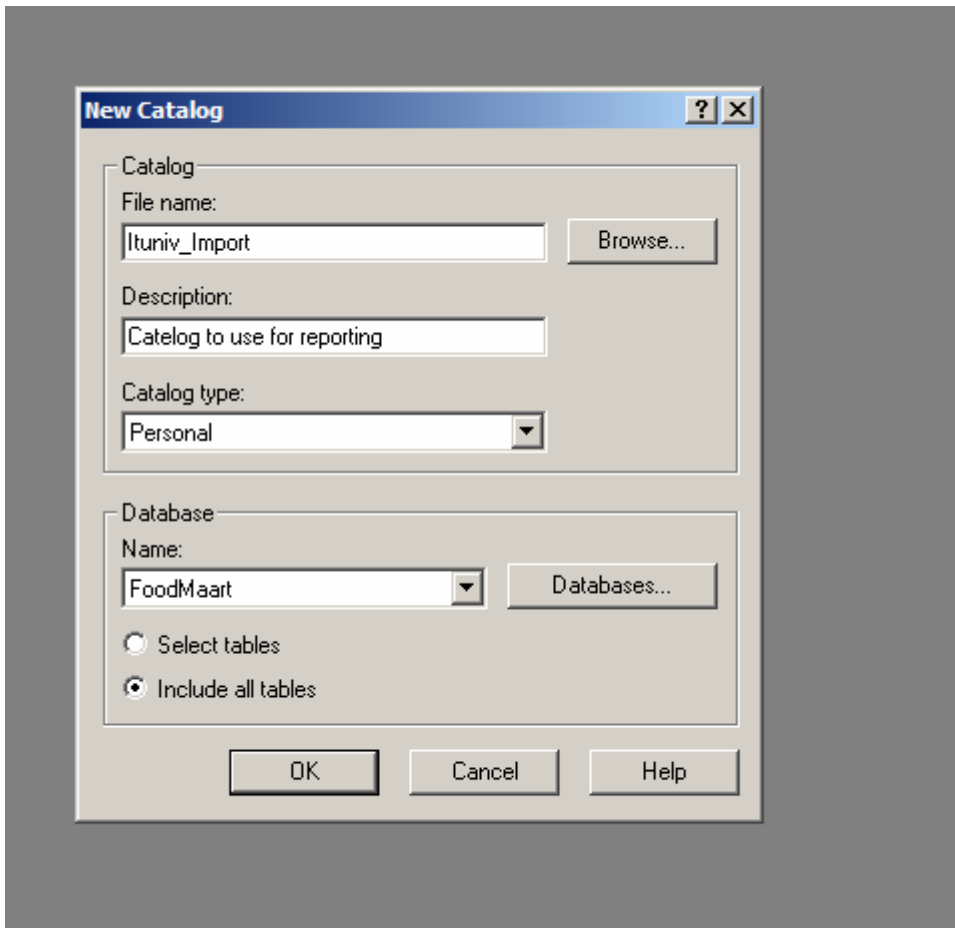 New Catalog
Catalog
File name:
Ituniv_Import
Browse...
Description:
Catelog to use for reporting
Catalog type:
Personal
Database
Name:
FoodMaart
Databases...
Select tables
Include all tables
OK Cancel Help